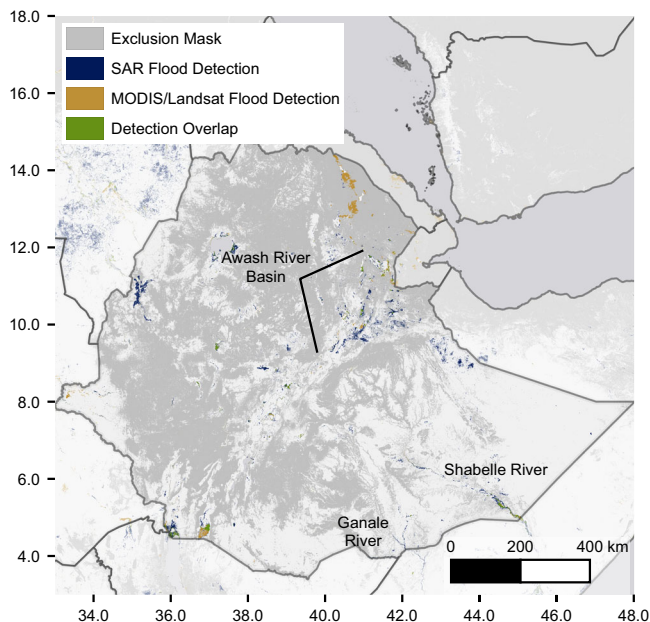 18.0
Exclusion Mask
SAR Flood Detection
MODIS/Landsat Flood Detection
Detection Overlap
16.0
14.0
12.0
Awash River
Basin
10.0
8.0
6.0
Shabelle River
4.0
Ganale
River
0 200 400 km
34.0 36.0 38.0 40.0 42.0 44.0 46.0 48.0